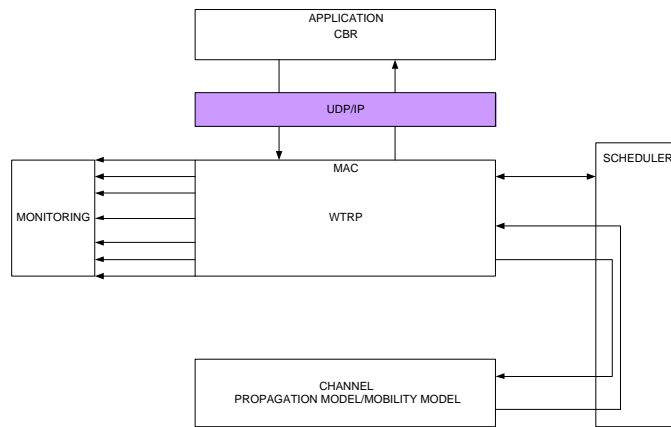 APPLICATION
CBR
UDP/IP
MAC
SCHEDULER
MONITORING
WTRP
CHANNEL
PROPAGATION MODEL/MOBILITY MODEL